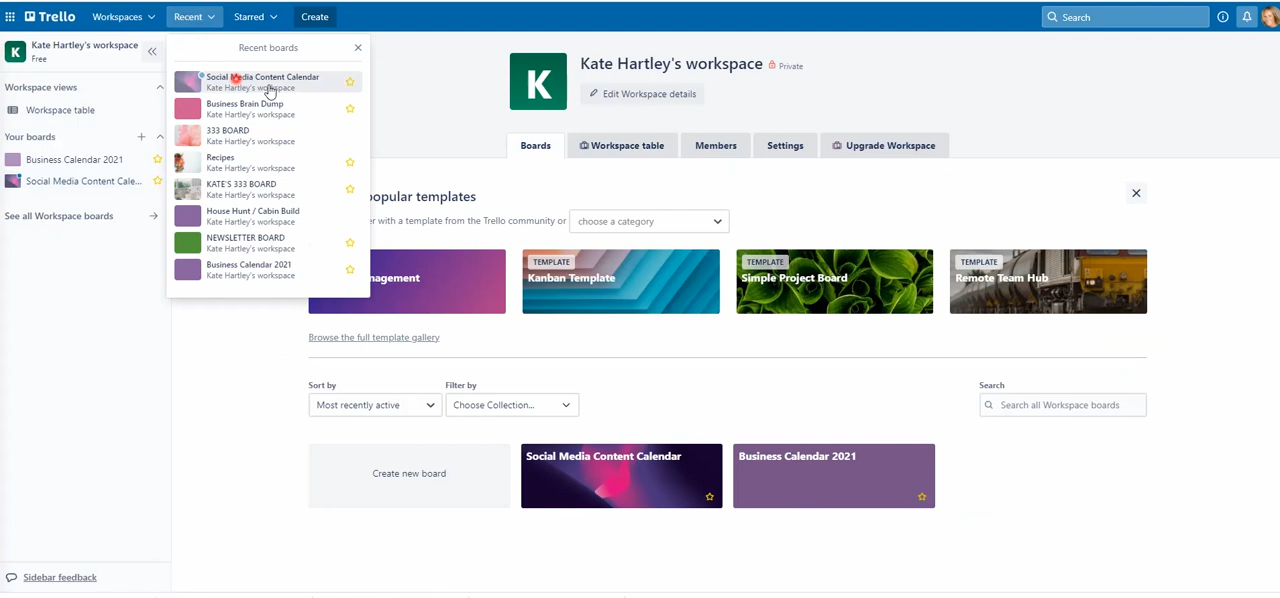 Trello Workspaces Recent Starred Create Search
K Kate Hartley's workspace
Free
Workspace views
Workspace table
Your boards
Business Calendar 2021
Social Media Content Cale...
See all Workspace boards
Sidebar feedback
Recent boards
Social Media Content Calendar
Kate Hartley's workspace
Business Brain Dump
Kate Hartley's workspace
333 BOARD
Kate Hartley's workspace
Recipes
Kate Hartley's workspace
KATE'S 333 BOARD
Kate Hartley's workspace
House Hunt / Cabin Build
Kate Hartley's workspace
NEWSLETTER BOARD
Kate Hartley's workspace
Business Calendar 2021
Kate Hartley's workspace
K Kate Hartley's workspace Private
Edit Workspace details
Boards Workspace table Members Settings Upgrade Workspace
popular templates
with a template from the Trello community or choose a category
TEMPLATE TEMPLATE TEMPLATE
Kanban Template Simple Project Board Remote Team Hub
Browse the full template gallery
Sort by Filter by Search
Most recently active Choose Collection... Search all Workspace boards
Create new board Social Media Content Calendar Business Calendar 2021